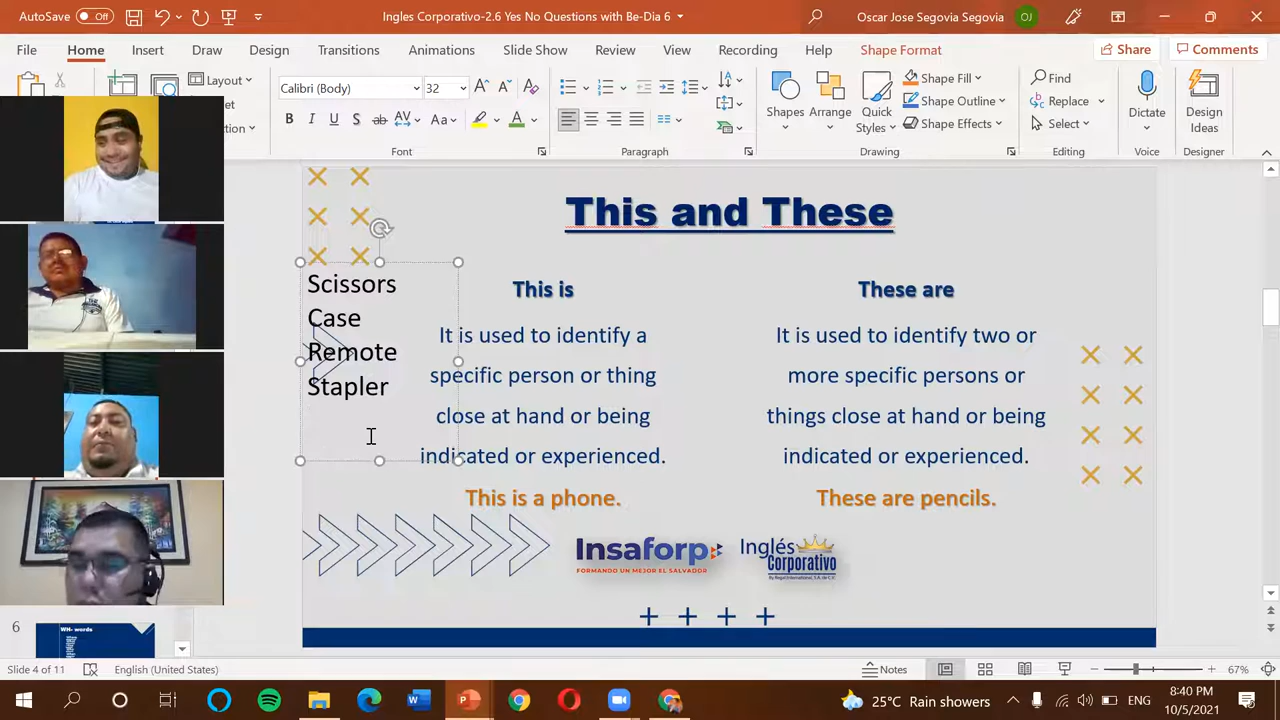 AutoSave Off
Ingles Corporativo-2.6 Yes No Questions with Be-Dia 6
Oscar Jose Segovia Segovia OJ
File Home Insert Draw Design Transitions Animations Slide Show Review View Recording Help Shape Format
Share Comments
Layout
Calibri (Body) 32
Shapes Arrange Quick Styles
Shape Fill
Shape Outline
Shape Effects
Find
Replace
Select
Dictate
Design Ideas
Font Paragraph Drawing Editing Voice Designer
This and These
Scissors
Case
Remote
Stapler
This is
It is used to identify a
specific person or thing
close at hand or being
indicated or experienced.
This is a phone.
These are
It is used to identify two or
more specific persons or
things close at hand or being
indicated or experienced.
These are pencils.
Insaforp
FORMANDO UN MEJOR EL SALVADOR
Inglés
Corporativo
6
WH- words
Slide 4 of 11 English (United States) Notes 67%
25°C Rain showers ENG
8:40 PM
10/5/2021